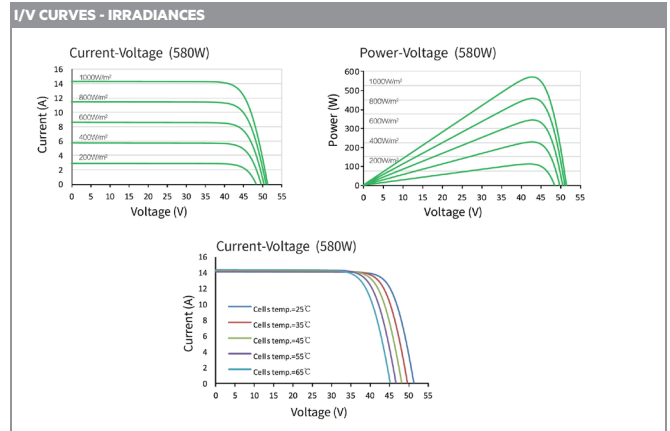 I/V CURVES - IRRADIANCES
Current-Voltage (580W)
Current (A)
16
14
12
10
8
6
4
2
0
1000W/m²
800W/m²
600W/m²
400W/m²
200W/m²
0 5 10 15 20 25 30 35 40 45 50 55
Voltage (V)
Power-Voltage (580W)
Power (W)
600
500
400
300
200
100
0
1000W/m²
800W/m²
600W/m²
400W/m²
200W/m²
0 5 10 15 20 25 30 35 40 45 50 55
Voltage (V)
Current-Voltage (580W)
Current (A)
16
14
12
10
8
6
4
2
0
Cells temp.=25℃
Cells temp.=35℃
Cells temp.=45℃
Cells temp.=55℃
Cells temp.=65℃
0 5 10 15 20 25 30 35 40 45 50 55
Voltage (V)